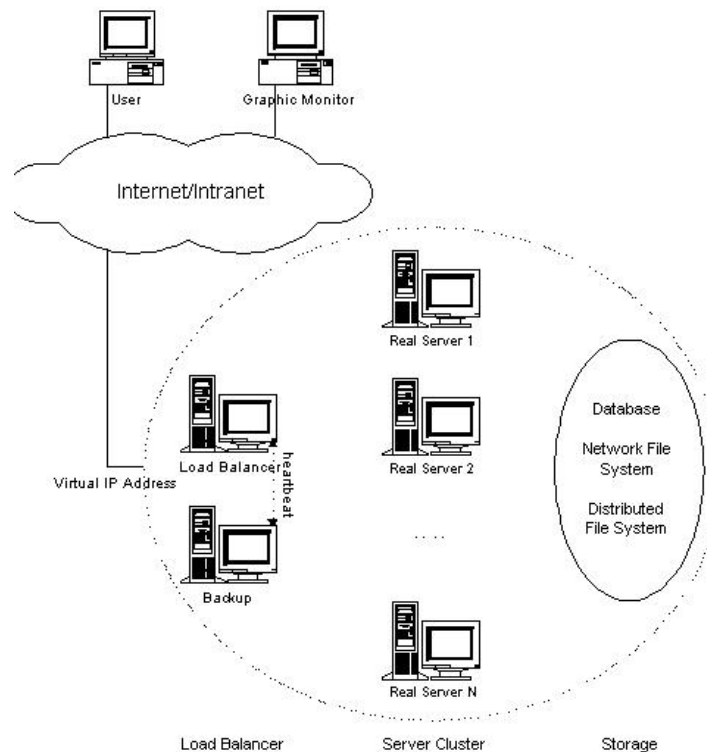 User
Graphic Monitor
Internet/Intranet
Real Server 1
Load Balancer
Real Server 2
heartbeat
Virtual IP Address
Backup
....
Real Server N
Database
Network File
System
Distributed
File System
Load Balancer
Server Cluster
Storage